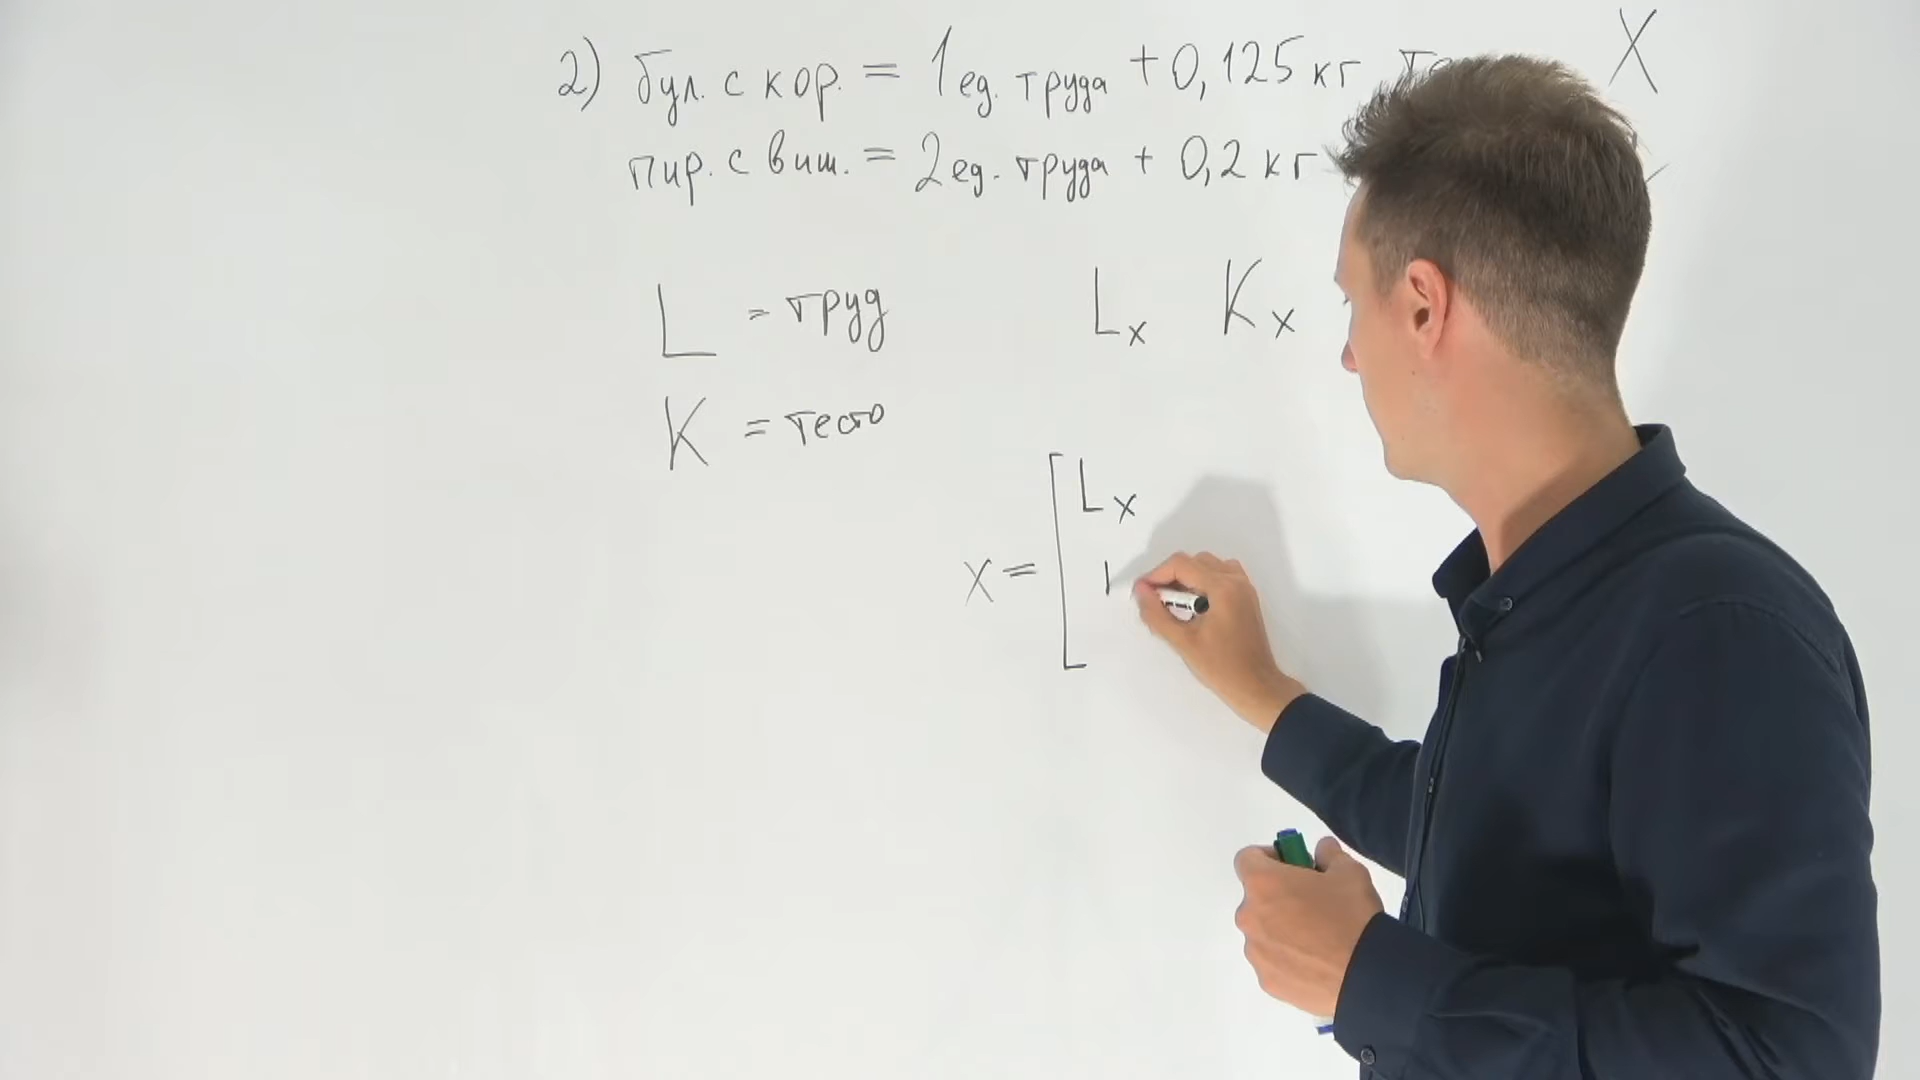 2) бул. с кор. = 1 ед. труда + 0,125 кг X
пир. с виш. = 2 ед. труда + 0,2 кг
L = труд
Lx Kx
K = тесто
X = [ Lx